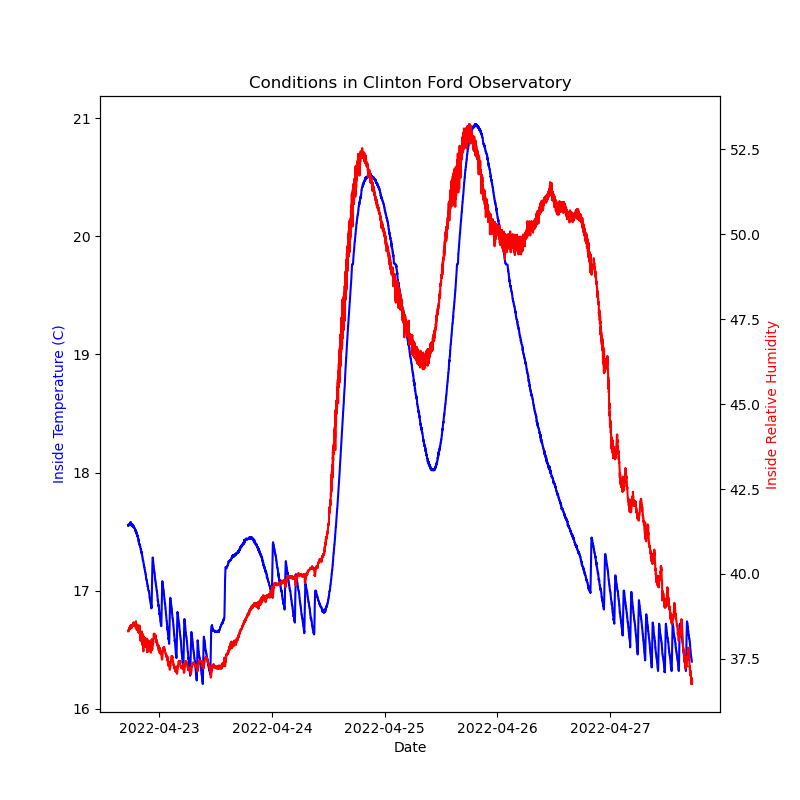 Conditions in Clinton Ford Observatory
21
20
19
18
17
16
Inside Temperature (C)
52.5
50.0
47.5
45.0
42.5
40.0
37.5
Inside Relative Humidity
2022-04-23 2022-04-24 2022-04-25 2022-04-26 2022-04-27
Date